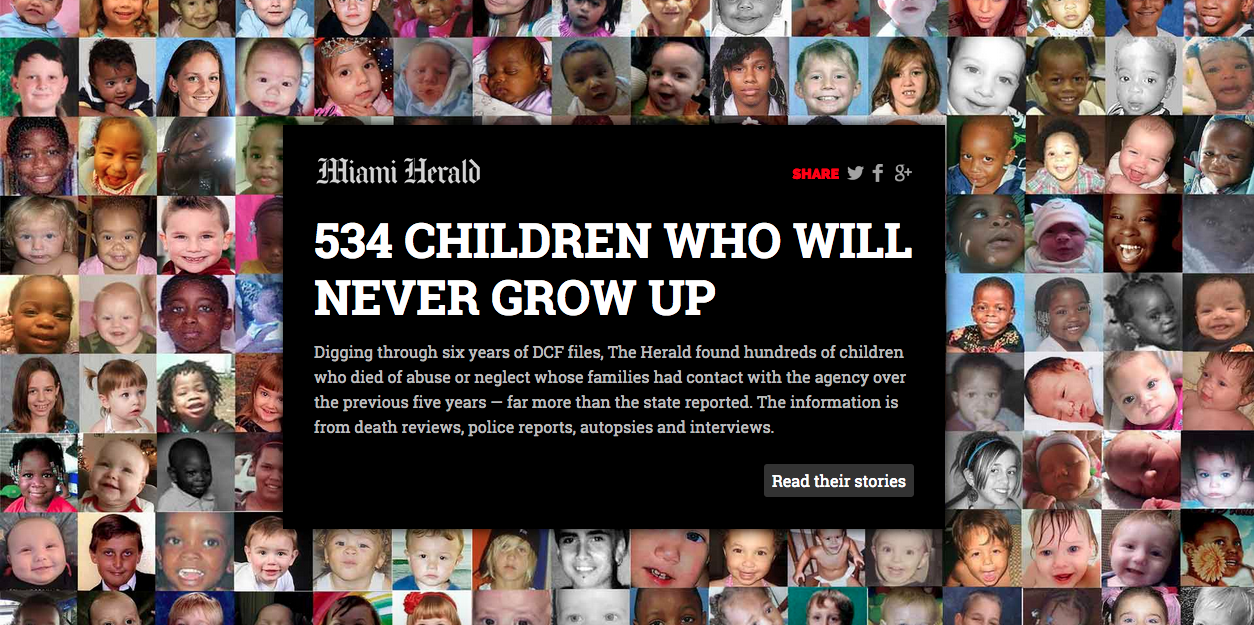 Miami Herald
SHARE
534 CHILDREN WHO WILL
NEVER GROW UP
Digging through six years of DCF files, The Herald found hundreds of children
who died of abuse or neglect whose families had contact with the agency over
the previous five years — far more than the state reported. The information is
from death reviews, police reports, autopsies and interviews.
Read their stories